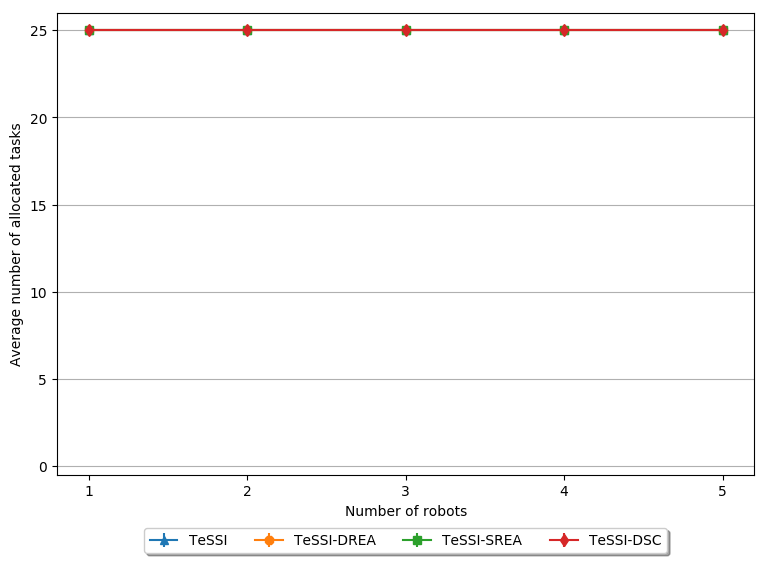 Average number of allocated tasks
25
20
15
10
5
0
1 2 3 4 5
Number of robots
TeSSI TeSSI-DREA TeSSI-SREA TeSSI-DSC